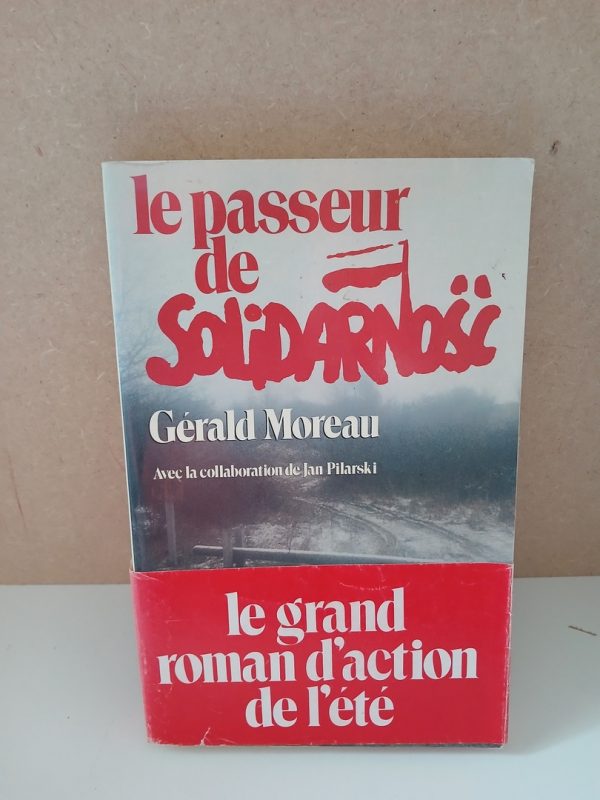 le passeur
de
SOLiDARNOŚĆ
Gérald Moreau
Avec la collaboration de Jan Pilarski
le grand
roman d'action
de l'été